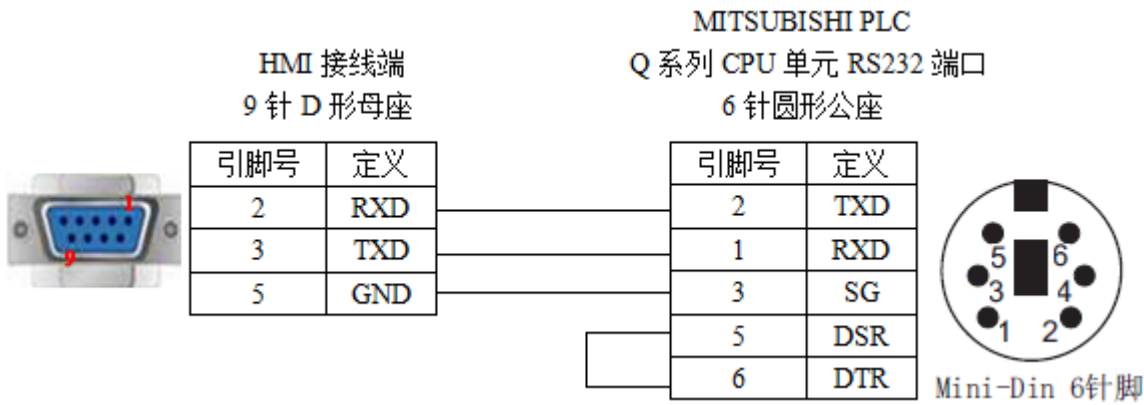 MITSUBISHI PLC
HMI 接线端
Q 系列 CPU 单元 RS232 端口
9 针 D 形母座
6 针圆形公座
引脚号 定义
2 RXD
3 TXD
5 GND
引脚号 定义
2 TXD
1 RXD
3 SG
5 DSR
6 DTR
1
9
5 6
3 4
1 2
Mini-Din 6针脚